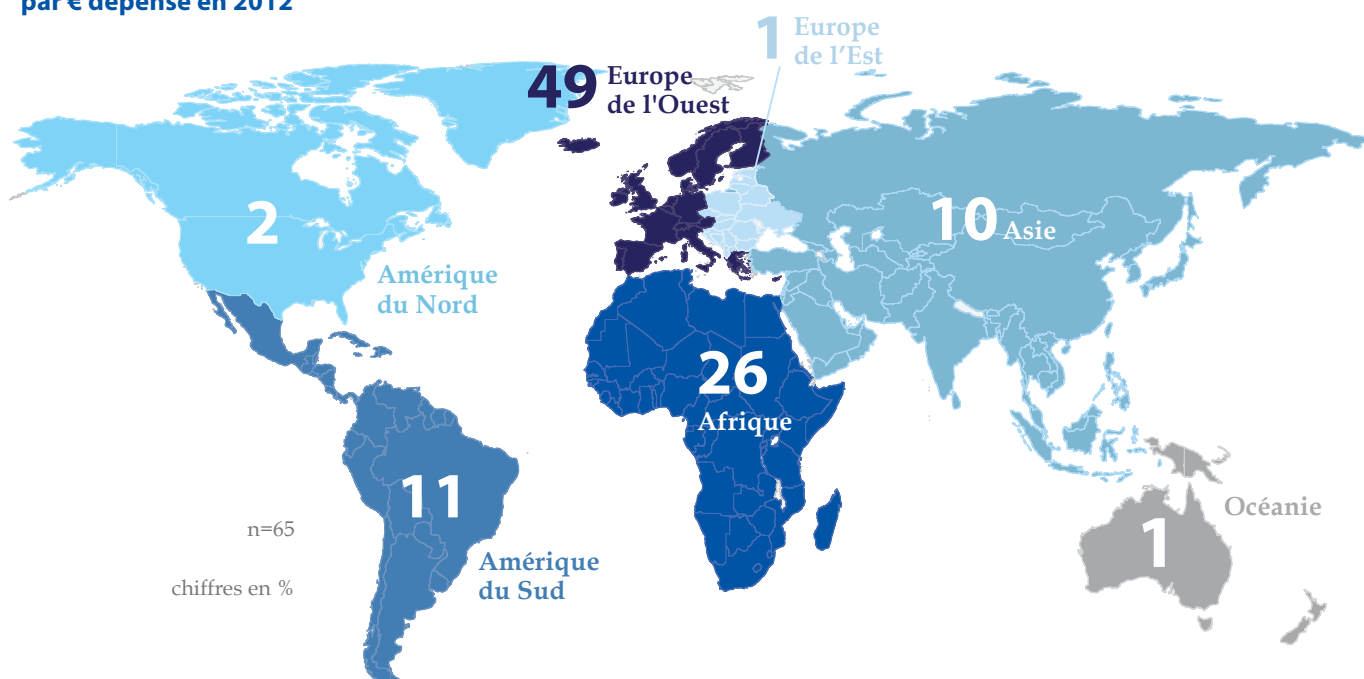 par € dépensé en 2012
1 Europe
de l’Est
49 Europe
de l'Ouest
2
Amérique
du Nord
10 Asie
26
Afrique
11
Amérique
du Sud
Océanie
1
n=65
chiffres en %